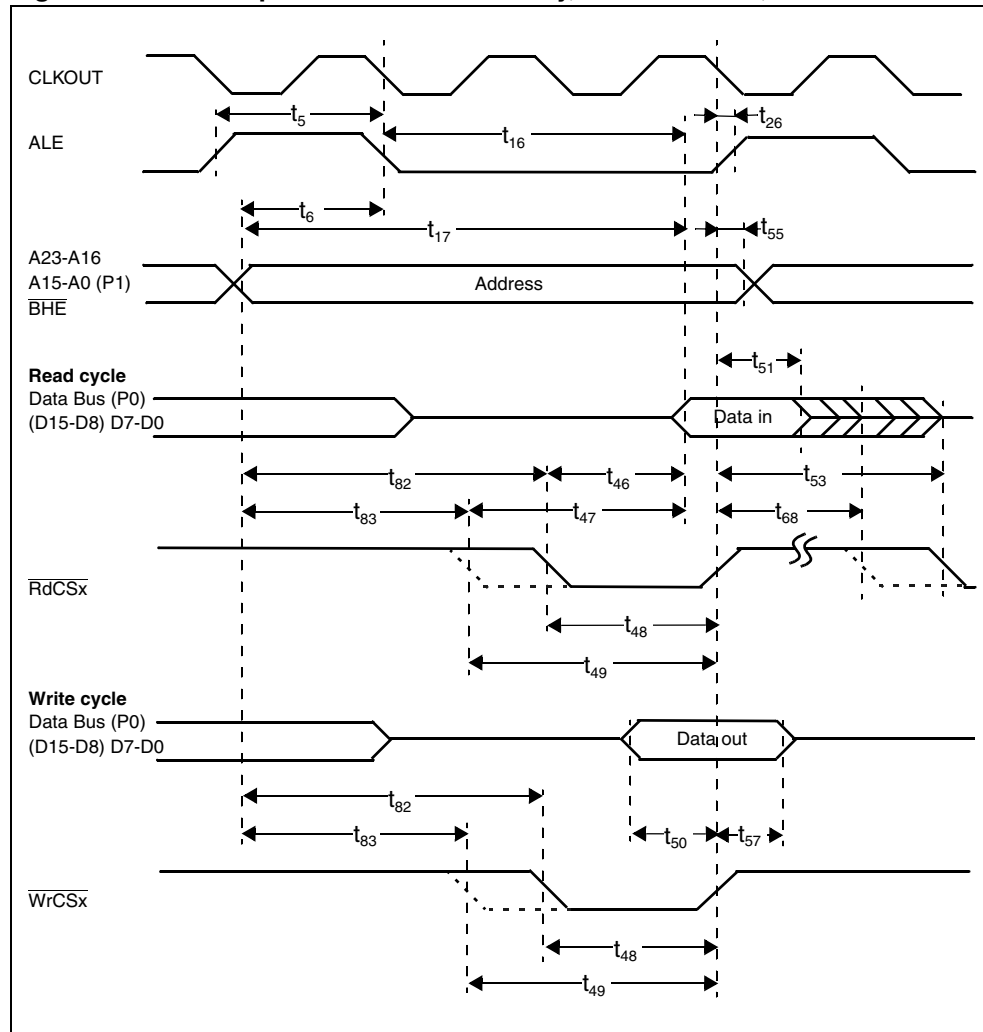 CLKOUT
t5
t26
ALE
t16
t6
t17
t55
A23-A16
A15-A0 (P1)
Address
BHE
t51
Read cycle
Data Bus (P0)
(D15-D8) D7-D0
Data in
t82
t46
t53
t83
t47
t68
RdCSx
t48
t49
Write cycle
Data Bus (P0)
(D15-D8) D7-D0
Data out
t82
t83
t50
t57
WrCSx
t48
t49